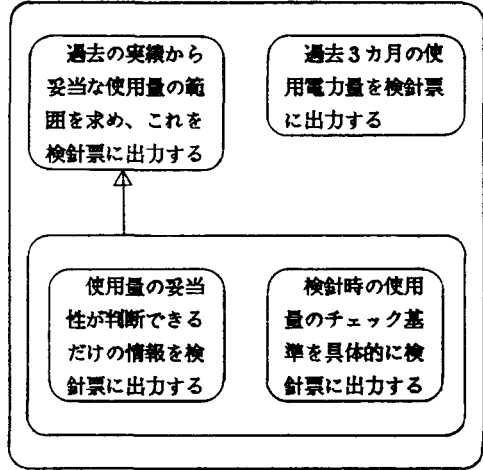 過去の実績から
妥当な使用量の範
囲を求め、これを
検針票に出力する
過去3カ月の使
用電力量を検針票
に出力する
使用量の妥当
性が判断できる
だけの情報を検
針票に出力する
検針時の使用
量のチェック基
準を具体的に検
針票に出力する